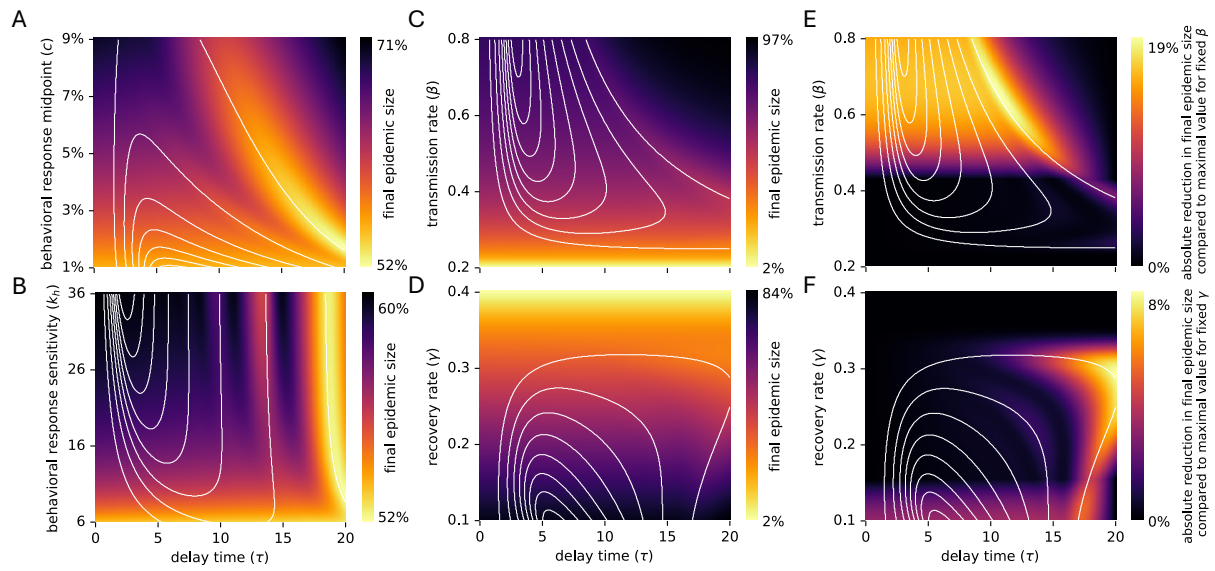 A
behavioral response midpoint (c)
9%
7%
5%
3%
1%
71%
52%
final epidemic size
B
behavioral response sensitivity (k_h)
36
26
16
6
0
5
10
15
20
delay time (τ)
60%
52%
final epidemic size
C
transmission rate (β)
0.8
0.6
0.4
0.2
97%
2%
final epidemic size
D
recovery rate (γ)
0.4
0.3
0.2
0.1
0
5
10
15
20
delay time (τ)
84%
2%
final epidemic size
E
transmission rate (β)
0.8
0.6
0.4
0.2
19%
0%
absolute reduction in final epidemic size
compared to maximal value for fixed β
F
recovery rate (γ)
0.4
0.3
0.2
0.1
0
5
10
15
20
delay time (τ)
8%
0%
absolute reduction in final epidemic size
compared to maximal value for fixed γ